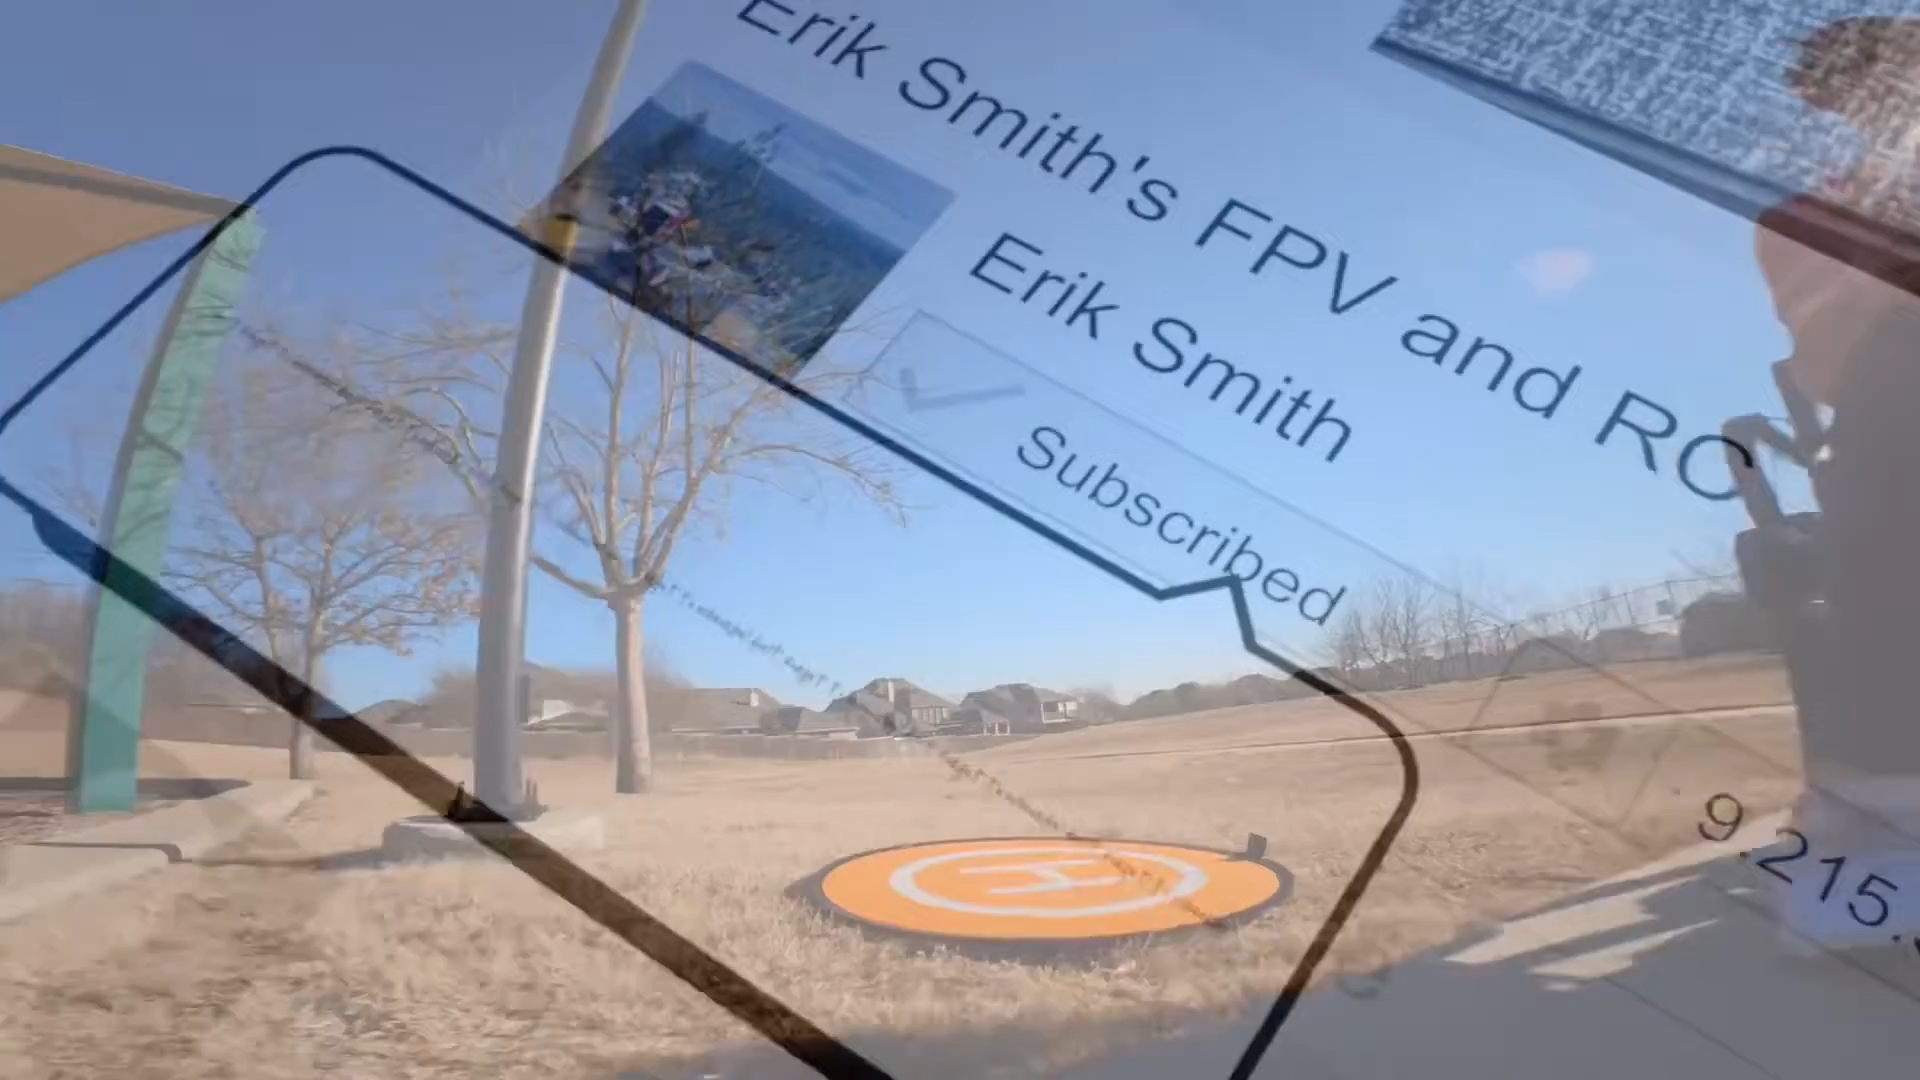 Erik Smith's FPV and RC
Erik Smith
Subscribed
9,215,
H